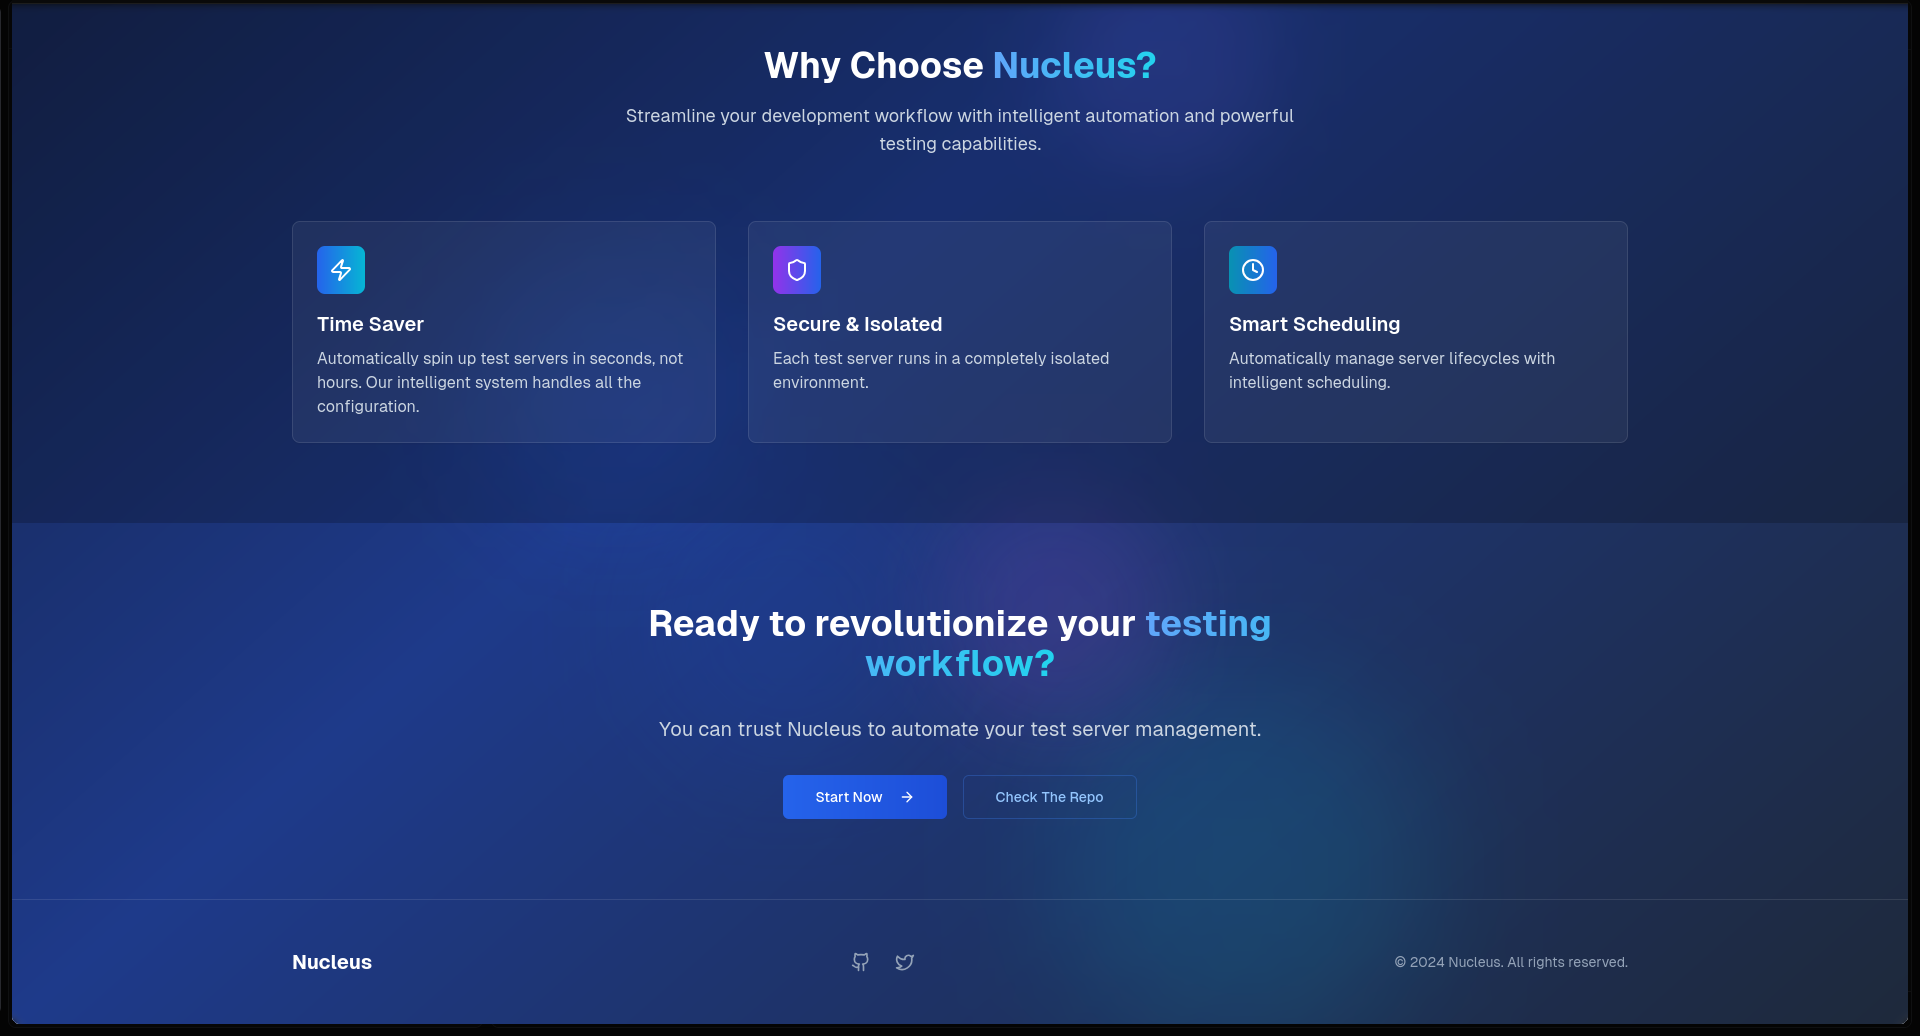 Why Choose Nucleus?
Streamline your development workflow with intelligent automation and powerful
testing capabilities.
Time Saver
Automatically spin up test servers in seconds, not
hours. Our intelligent system handles all the
configuration.
Secure & Isolated
Each test server runs in a completely isolated
environment.
Smart Scheduling
Automatically manage server lifecycles with
intelligent scheduling.
Ready to revolutionize your testing
workflow?
You can trust Nucleus to automate your test server management.
Start Now
Check The Repo
Nucleus
© 2024 Nucleus. All rights reserved.